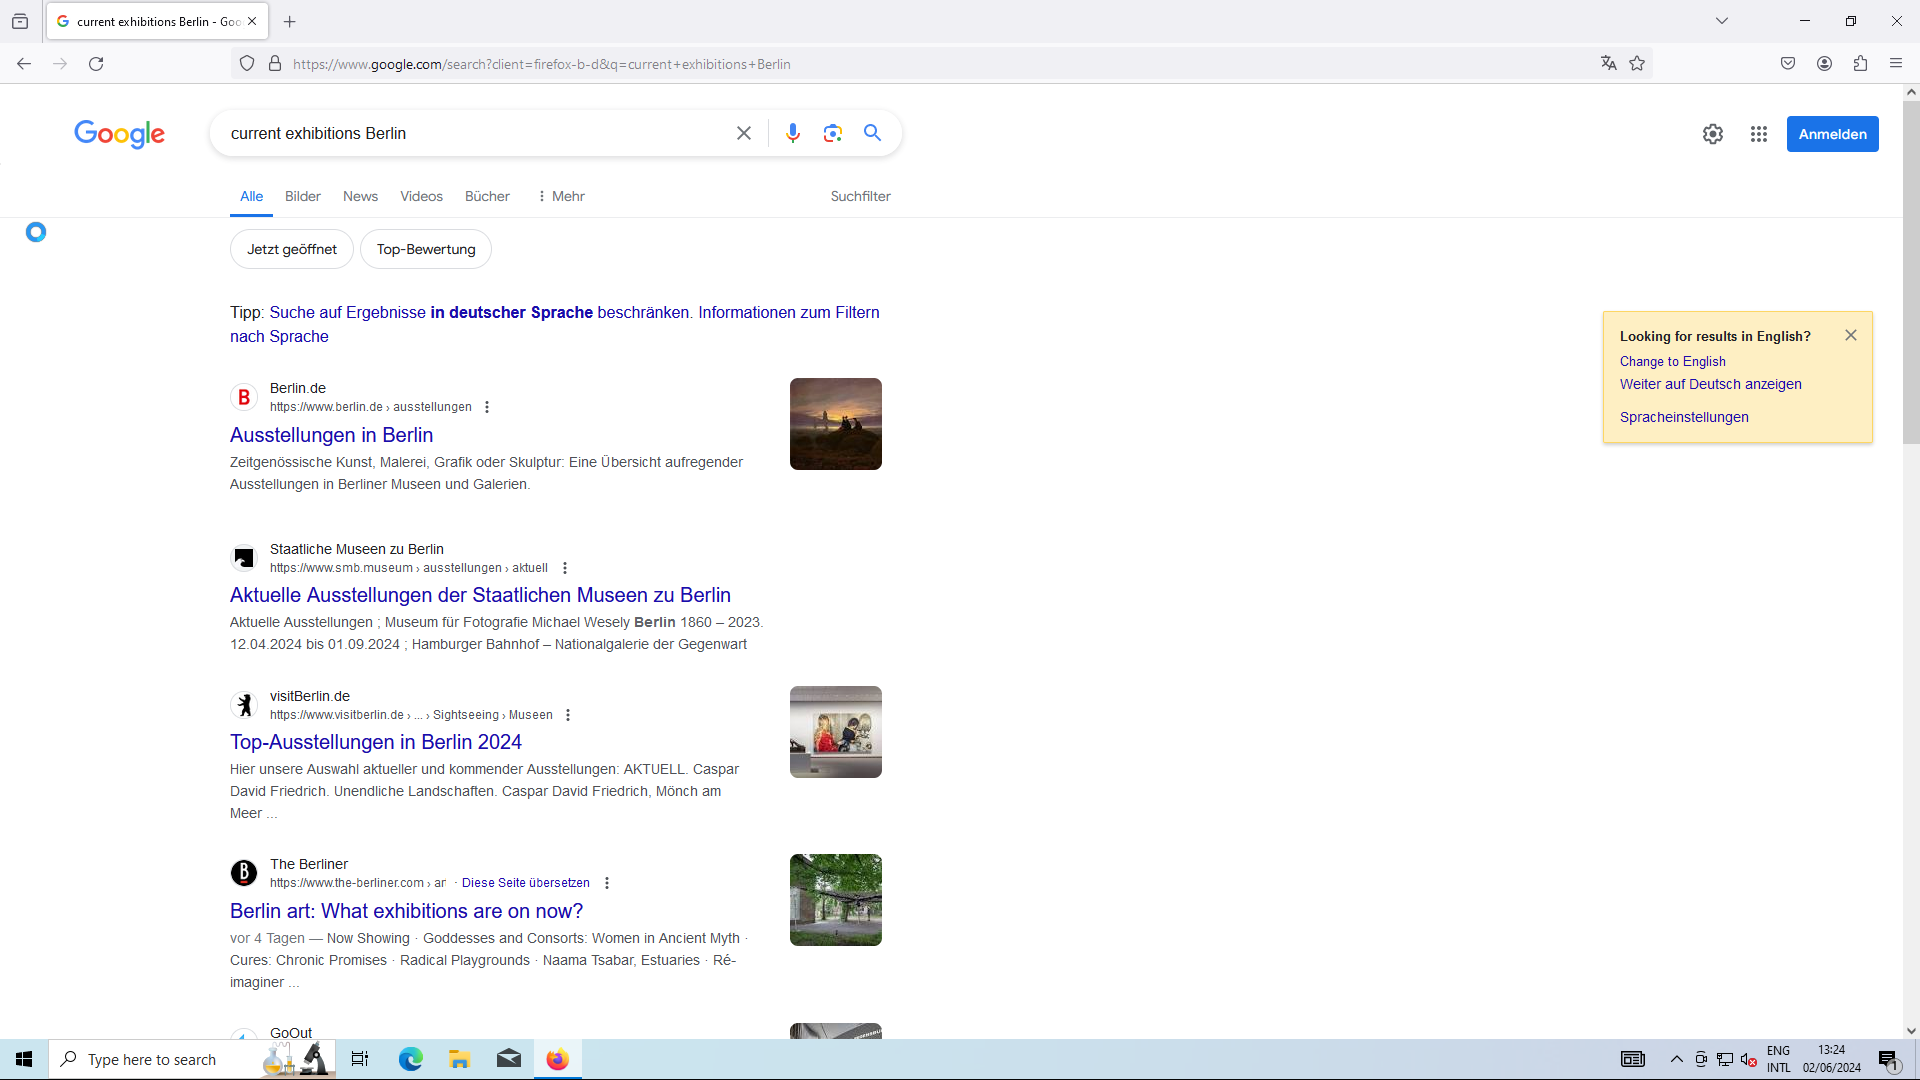 current exhibitions Berlin - Goo
https://www.google.com/search?client=firefox-b-d&q=current+exhibitions+Berlin
Google
current exhibitions Berlin
Anmelden
Alle
Bilder
News
Videos
Bücher
Mehr
Suchfilter
Jetzt geöffnet
Top-Bewertung
Tipp: Suche auf Ergebnisse in deutscher Sprache beschränken. Informationen zum Filtern
nach Sprache
Looking for results in English?
Change to English
Weiter auf Deutsch anzeigen
Spracheinstellungen
Berlin.de
https://www.berlin.de › ausstellungen
Ausstellungen in Berlin
Zeitgenössische Kunst, Malerei, Grafik oder Skulptur: Eine Übersicht aufregender
Ausstellungen in Berliner Museen und Galerien.
Staatliche Museen zu Berlin
https://www.smb.museum › ausstellungen › aktuell
Aktuelle Ausstellungen der Staatlichen Museen zu Berlin
Aktuelle Ausstellungen ; Museum für Fotografie Michael Wesely Berlin 1860 – 2023.
12.04.2024 bis 01.09.2024 ; Hamburger Bahnhof – Nationalgalerie der Gegenwart
visitBerlin.de
https://www.visitberlin.de › ... › Sightseeing › Museen
Top-Ausstellungen in Berlin 2024
Hier unsere Auswahl aktueller und kommender Ausstellungen: AKTUELL. Caspar
David Friedrich. Unendliche Landschaften. Caspar David Friedrich, Mönch am
Meer ...
The Berliner
https://www.the-berliner.com › ar · Diese Seite übersetzen
Berlin art: What exhibitions are on now?
vor 4 Tagen — Now Showing · Goddesses and Consorts: Women in Ancient Myth ·
Cures: Chronic Promises · Radical Playgrounds · Naama Tsabar, Estuaries · Ré-
imaginer ...
GoOut
Type here to search
ENG
INTL
13:24
02/06/2024
1